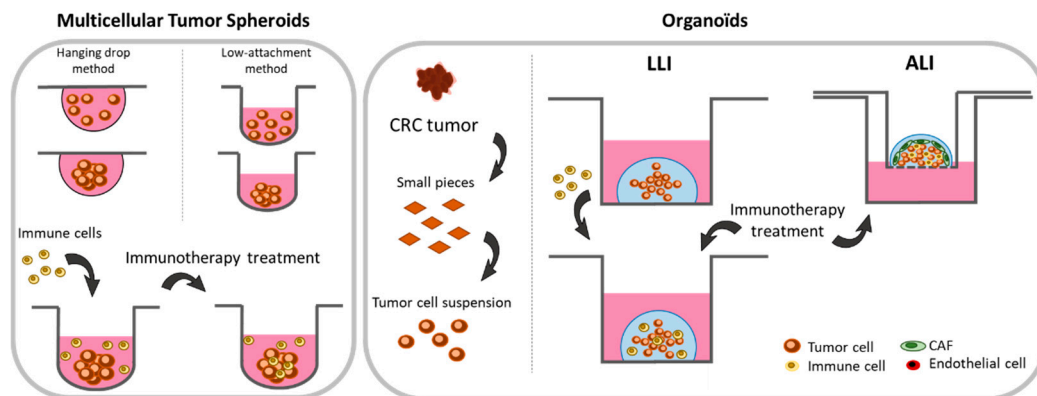 Multicellular Tumor Spheroids
Hanging drop
method
Low-attachment
method
Immune cells
Immunotherapy treatment
Organoïds
CRC tumor
Small pieces
Tumor cell suspension
LLI
ALI
Immunotherapy
treatment
Tumor cell
Immune cell
CAF
Endothelial cell